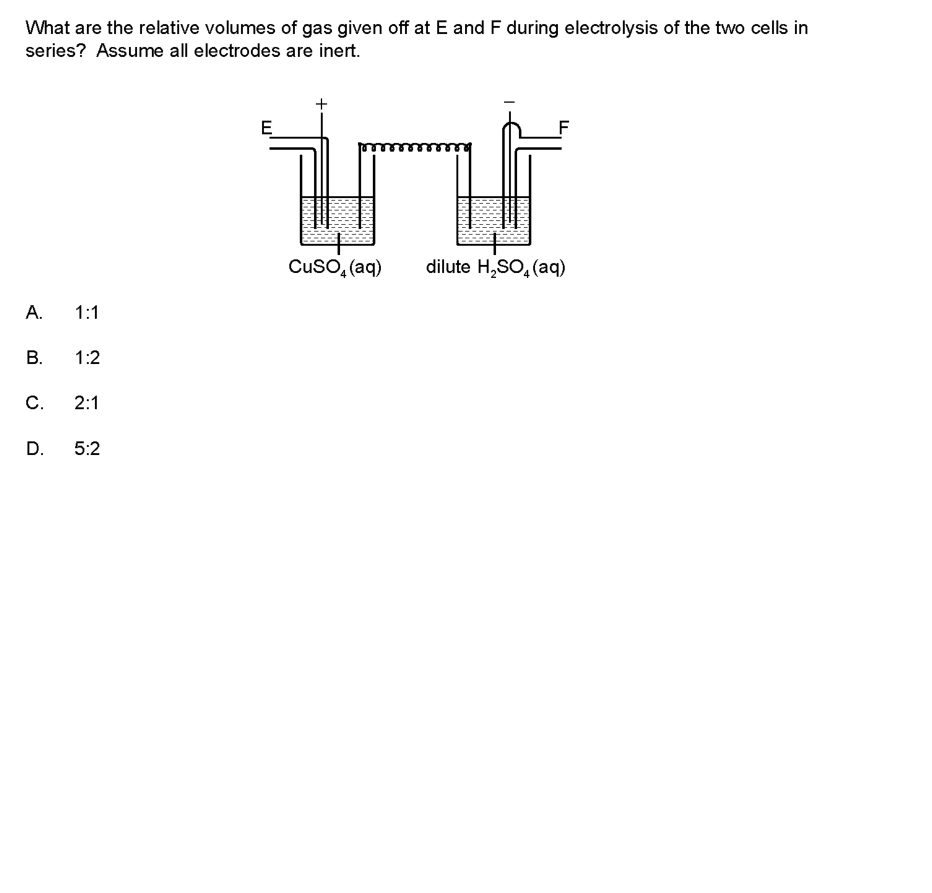 What are the relative volumes of gas given off at E and F during electrolysis of the two cells in
series?  Assume all electrodes are inert.
+ −
E F
CuSO₄(aq) dilute H₂SO₄(aq)
A. 1:1
B. 1:2
C. 2:1
D. 5:2